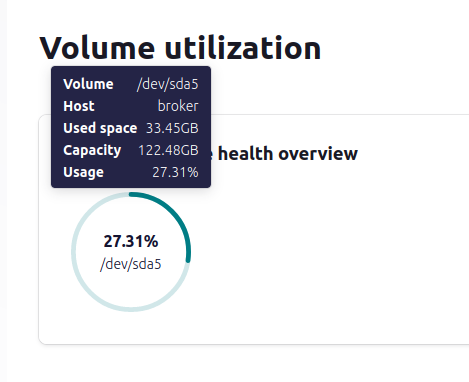 Volume utilization
Volume /dev/sda5
Host broker
Used space 33.45GB
Capacity 122.48GB
Usage 27.31%
health overview
27.31%
/dev/sda5